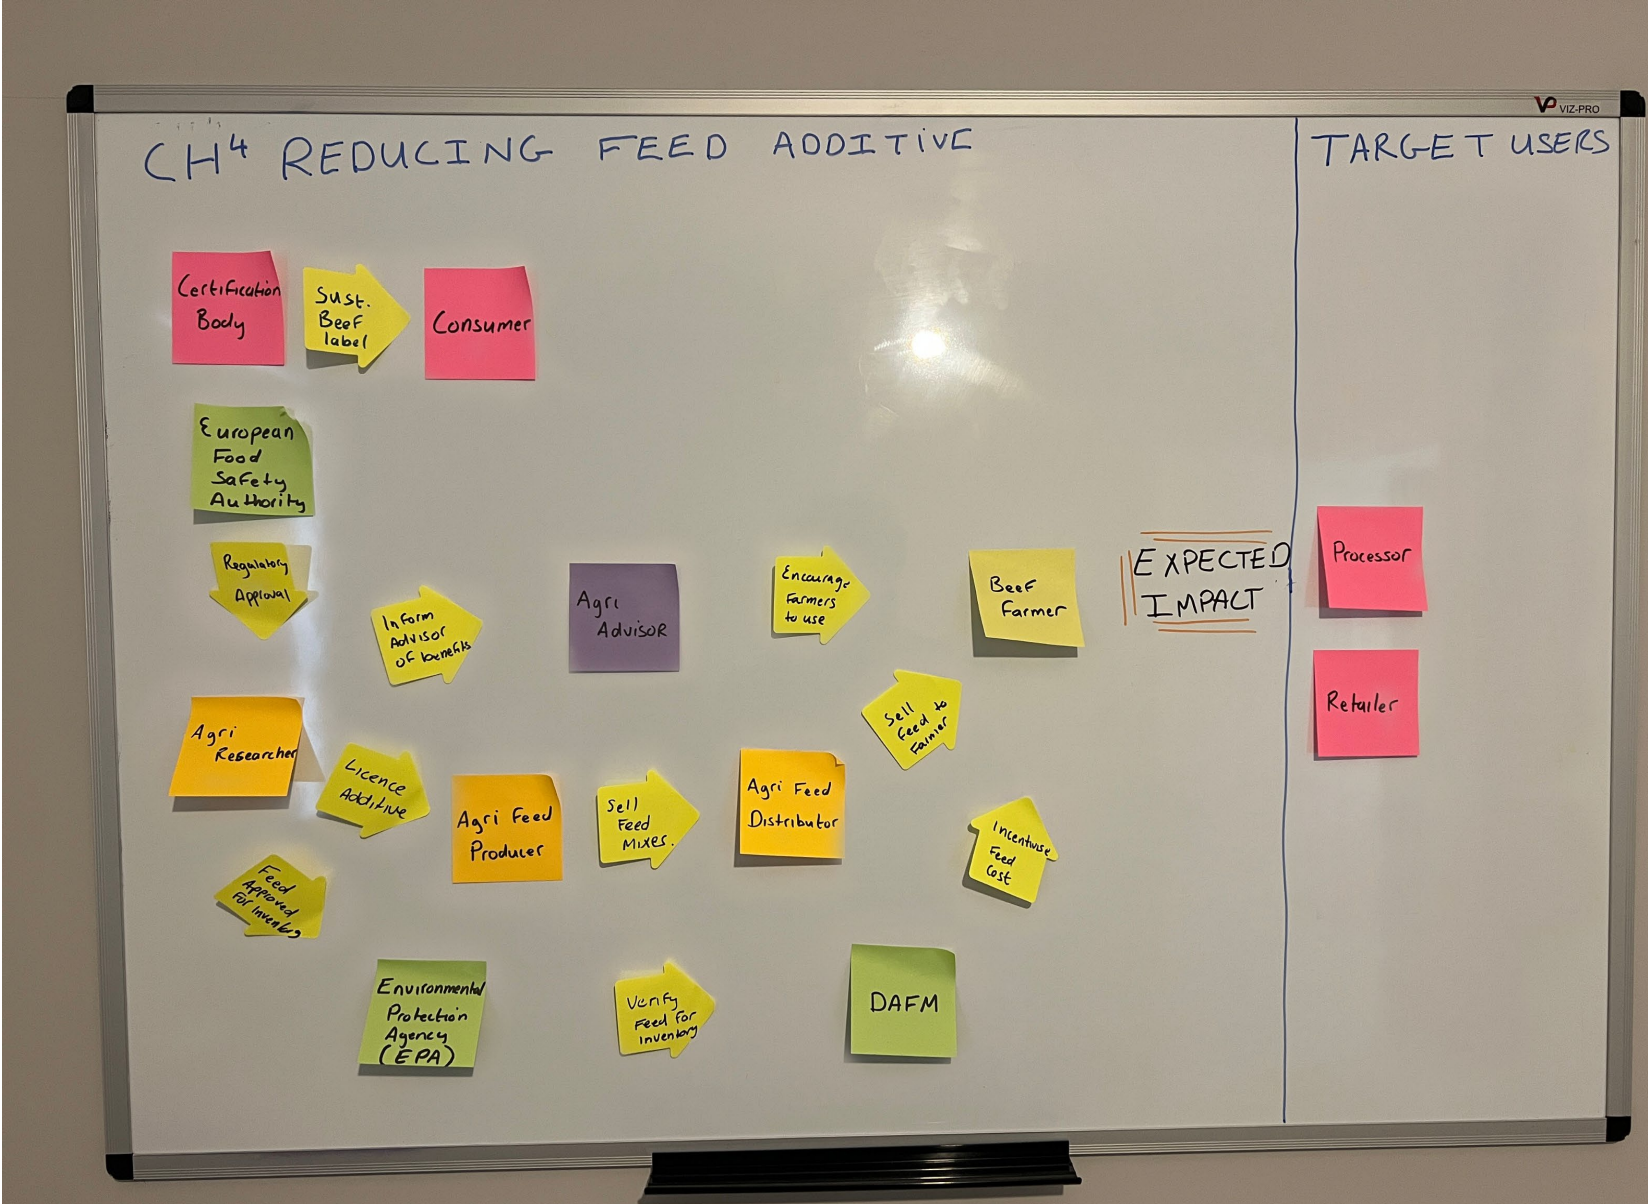 VP VIZ-PRO
CH⁴ REDUCING FEED ADDITIVE
TARGET USERS
Certification
Body
Sust.
Beef
label
Consumer
European
Food
Safety
Authority
Regulatory
Approval
Inform
Advisor
of benefits
Agri
Advisor
Encourage
Farmers
to use
Beef
Farmer
EXPECTED
IMPACT
Processor
Retailer
Agri
Researcher
Licence
Additive
Agri Feed
Producer
Sell
Feed
Mixes.
Agri Feed
Distributor
Sell
Feed to
Farmer
Incentivise
Feed
Cost
Feed
Approved
For Inventory
Environmental
Protection
Agency
(EPA)
Verify
Feed for
Inventory
DAFM